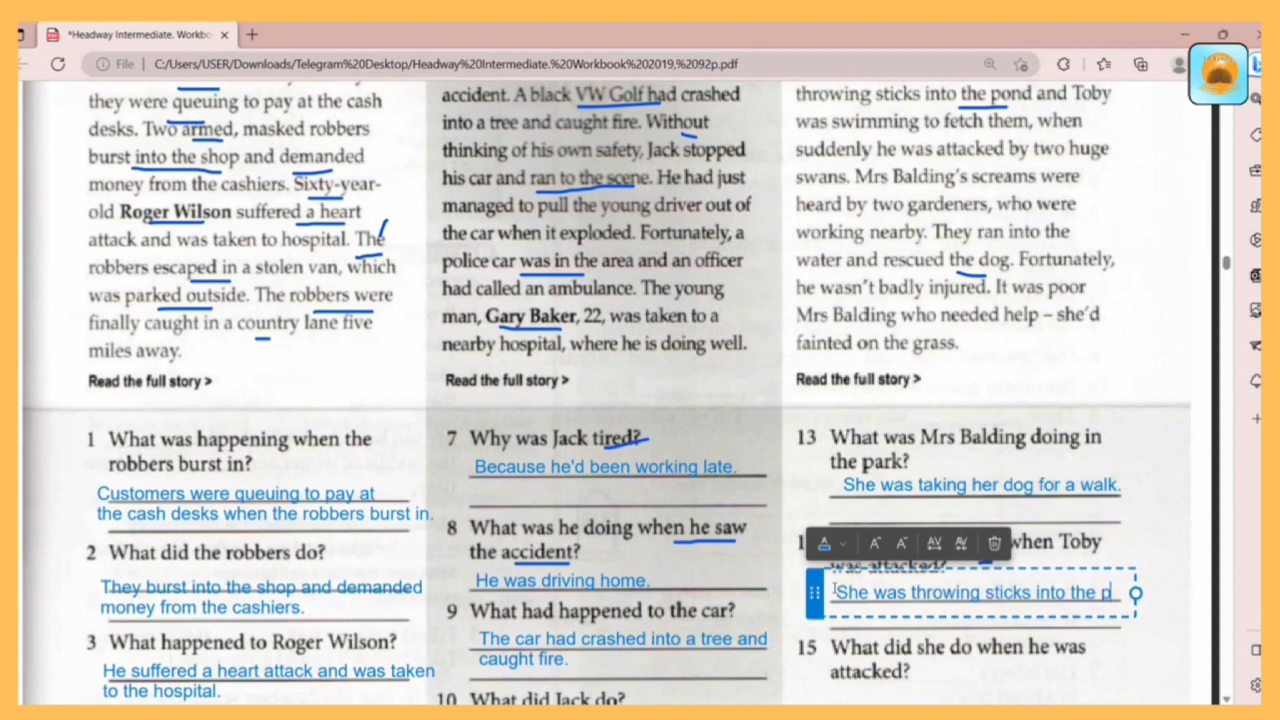 *Headway Intermediate. Workbo
File
C:/Users/USER/Downloads/Telegram%20Desktop/Headway%20Intermediate.%20Workbook%202019,%2092p.pdf
they were queuing to pay at the cash
desks. Two armed, masked robbers
burst into the shop and demanded
money from the cashiers. Sixty-year-
old Roger Wilson suffered a heart
attack and was taken to hospital. The
robbers escaped in a stolen van, which
was parked outside. The robbers were
finally caught in a country lane five
miles away.
Read the full story >
accident. A black VW Golf had crashed
into a tree and caught fire. Without
thinking of his own safety, Jack stopped
his car and ran to the scene. He had just
managed to pull the young driver out of
the car when it exploded. Fortunately, a
police car was in the area and an officer
had called an ambulance. The young
man, Gary Baker, 22, was taken to a
nearby hospital, where he is doing well.
Read the full story >
throwing sticks into the pond and Toby
was swimming to fetch them, when
suddenly he was attacked by two huge
swans. Mrs Balding's screams were
heard by two gardeners, who were
working nearby. They ran into the
water and rescued the dog. Fortunately,
he wasn't badly injured. It was poor
Mrs Balding who needed help – she'd
fainted on the grass.
Read the full story >
1 What was happening when the
robbers burst in?
Customers were queuing to pay at
the cash desks when the robbers burst in.
2 What did the robbers do?
They burst into the shop and demanded
money from the cashiers.
3 What happened to Roger Wilson?
He suffered a heart attack and was taken
to the hospital.
7 Why was Jack tired?
Because he'd been working late.
8 What was he doing when he saw
the accident?
He was driving home.
9 What had happened to the car?
The car had crashed into a tree and
caught fire.
10 What did Jack do?
13 What was Mrs Balding doing in
the park?
She was taking her dog for a walk.
1 when Toby
was attacked?
She was throwing sticks into the p
15 What did she do when he was
attacked?